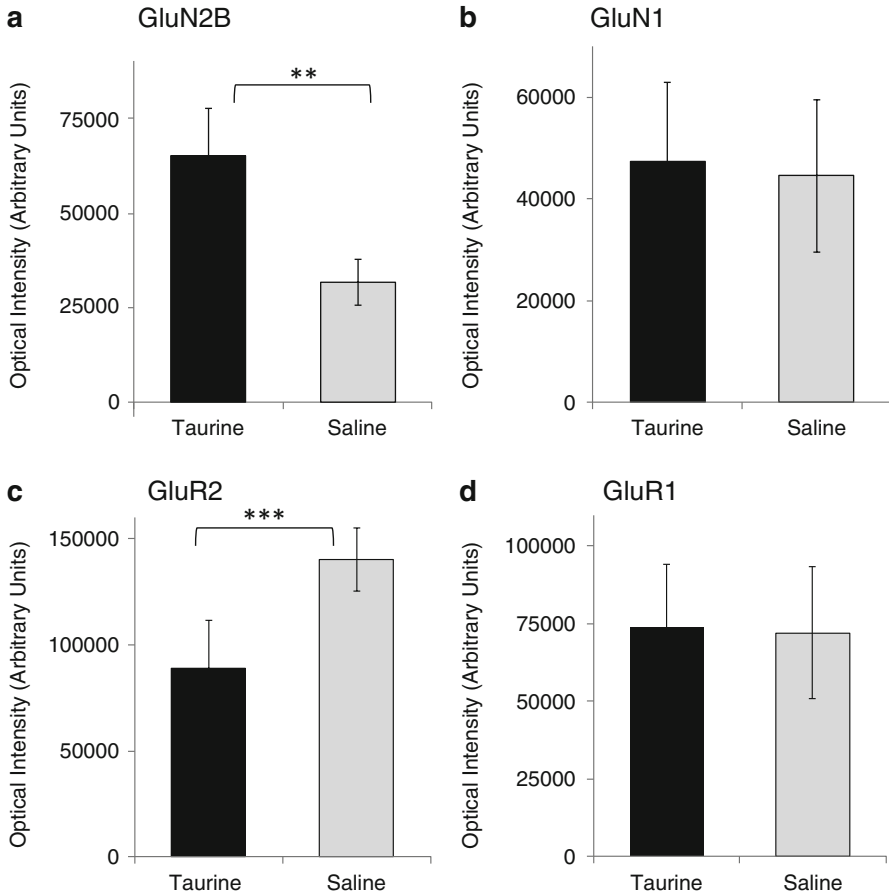 a GluN2B
Optical Intensity (Arbitrary Units)
75000
50000
25000
0
**
Taurine Saline
b GluN1
Optical Intensity (Arbitrary Units)
60000
40000
20000
0
Taurine Saline
c GluR2
Optical Intensity (Arbitrary Units)
150000
100000
50000
0
***
Taurine Saline
d GluR1
Optical Intensity (Arbitrary Units)
100000
75000
50000
25000
0
Taurine Saline